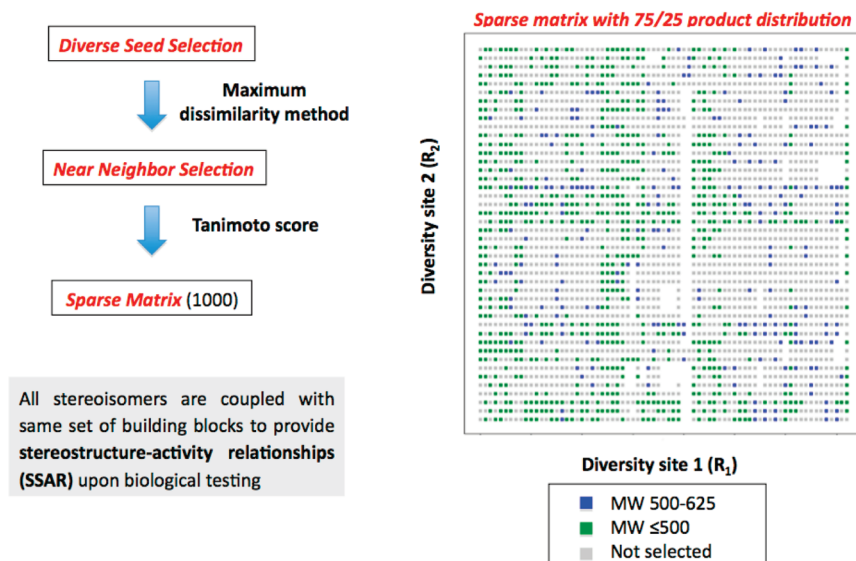 Diverse Seed Selection
Maximum
dissimilarity method
Near Neighbor Selection
Tanimoto score
Sparse Matrix (1000)
All stereoisomers are coupled with
same set of building blocks to provide
stereostructure-activity relationships
(SSAR) upon biological testing
Sparse matrix with 75/25 product distribution
Diversity site 2 (R₂)
Diversity site 1 (R₁)
MW 500-625
MW ≤500
Not selected